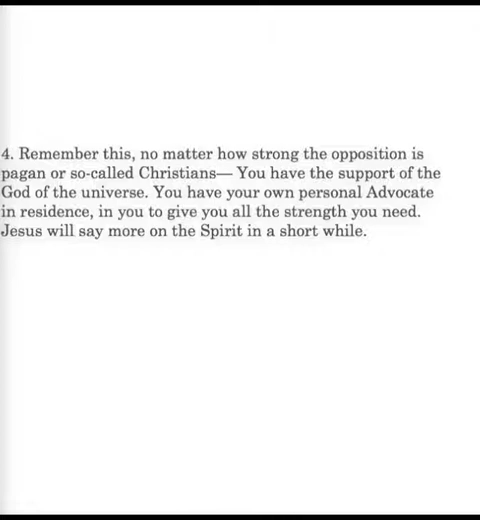 4. Remember this, no matter how strong the opposition is
pagan or so-called Christians— You have the support of the
God of the universe. You have your own personal Advocate
in residence, in you to give you all the strength you need.
Jesus will say more on the Spirit in a short while.